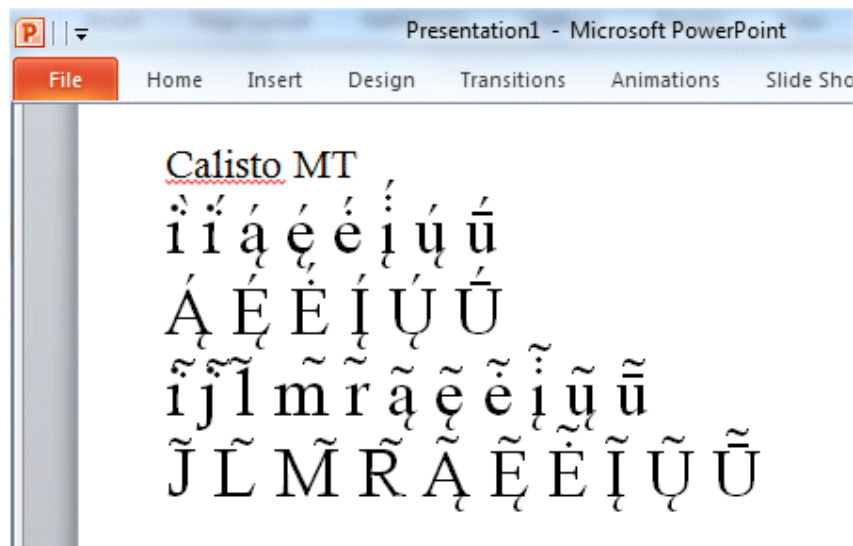 Presentation1 - Microsoft PowerPoint
File Home Insert Design Transitions Animations Slide Sho
Calisto MT
i̇̀ i̇́ ą́ ę́ ė́ į̇́ ų́ ū́
Ą́ Ę́ Ė́ Į́ Ų́ Ū́
i̇̃ j̇̃ l̃ m̃ r̃ ą̃ ę̃ ė̃ į̇̃ ų̃ ū̃
J̃ L̃ M̃ R̃ Ą̃ Ę̃ Ė̃ Į̃ Ų̃ Ū̃